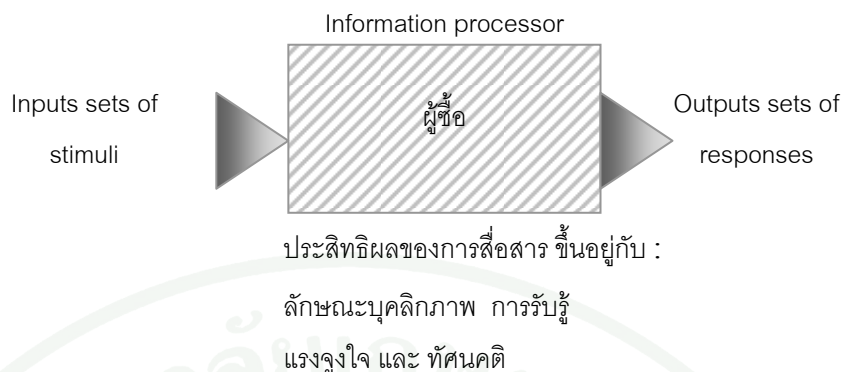 Information processor
Inputs sets of
stimuli
ผู้ซื้อ
Outputs sets of
responses
ประสิทธิผลของการสื่อสาร ขึ้นอยู่กับ :
ลักษณะบุคลิกภาพ การรับรู้
แรงจูงใจ และ ทัศนคติ